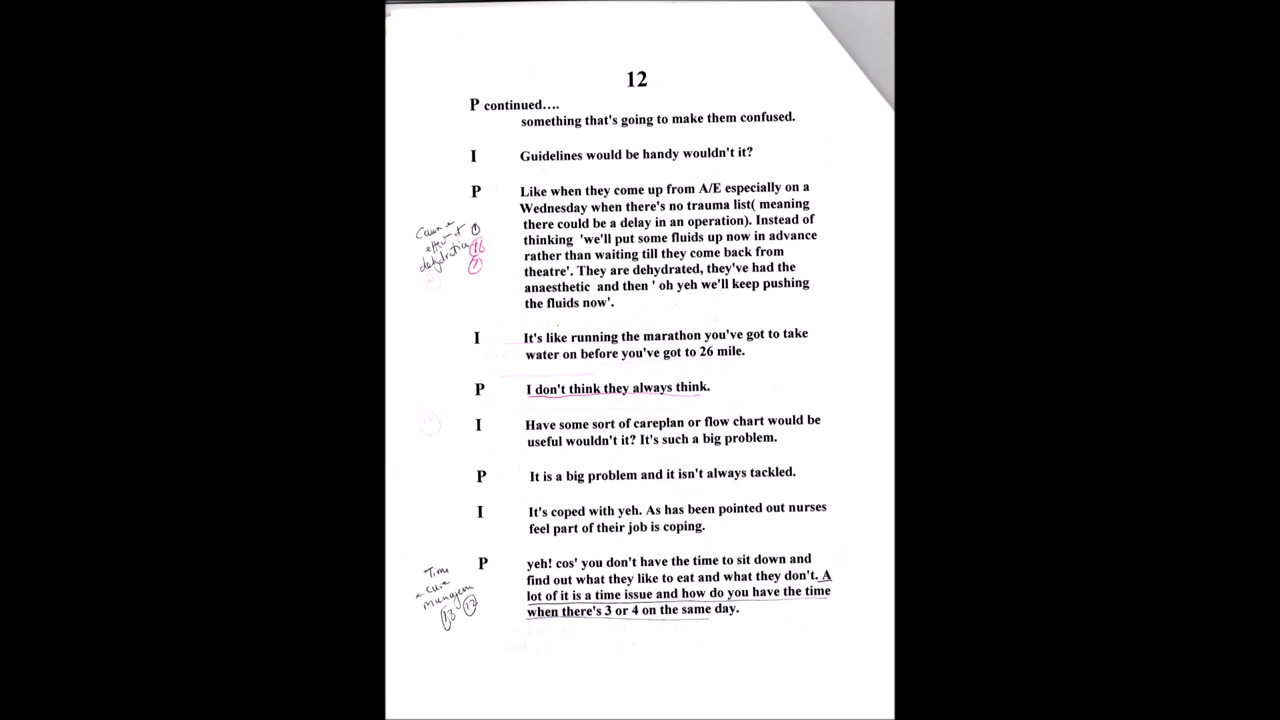 12
P continued....
something that's going to make them confused.
I Guidelines would be handy wouldn't it?
P Like when they come up from A/E especially on a
Wednesday when there's no trauma list( meaning
there could be a delay in an operation). Instead of
thinking 'we'll put some fluids up now in advance
rather than waiting till they come back from
theatre'. They are dehydrated, they've had the
anaesthetic and then ' oh yeh we'll keep pushing
the fluids now'.
Cause +
effect of
dehydration
I It's like running the marathon you've got to take
water on before you've got to 26 mile.
P I don't think they always think.
I Have some sort of careplan or flow chart would be
useful wouldn't it? It's such a big problem.
P It is a big problem and it isn't always tackled.
I It's coped with yeh. As has been pointed out nurses
feel part of their job is coping.
P yeh! cos' you don't have the time to sit down and
find out what they like to eat and what they don't. A
lot of it is a time issue and how do you have the time
when there's 3 or 4 on the same day.
Time
+ care
13 12